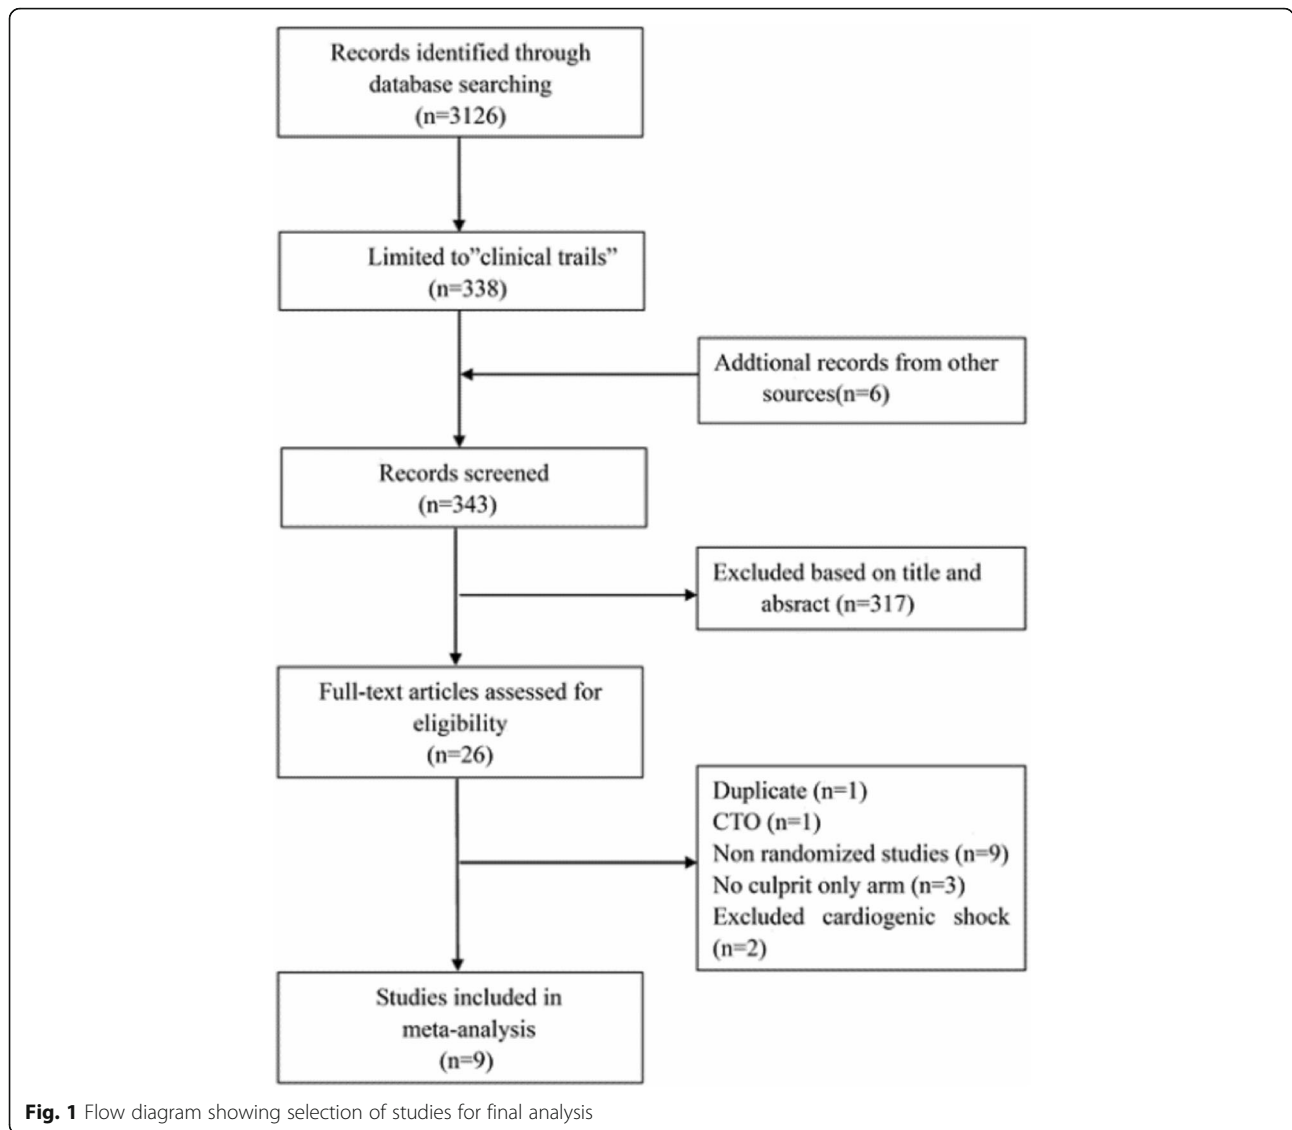 Records identified through
database searching
(n=3126)
Limited to”clinical trails”
(n=338)
Addtional records from other
sources(n=6)
Records screened
(n=343)
Excluded based on title and
absract (n=317)
Full-text articles assessed for
eligibility
(n=26)
Duplicate (n=1)
CTO (n=1)
Non randomized studies (n=9)
No culprit only arm (n=3)
Excluded cardiogenic shock
(n=2)
Studies included in
meta-analysis
(n=9)
Fig. 1 Flow diagram showing selection of studies for final analysis